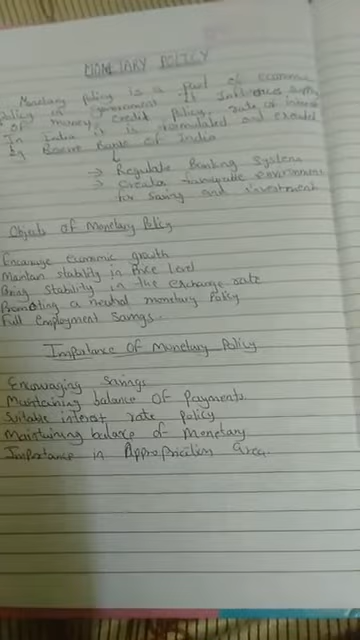 MONETARY POLICY
Monetary Policy is a part of economic
Policy of government. It Influences supply
of money, credit policy, rate of interest
In India it is formulated and executed
By Reserve Bank of India
→ Regulate Banking System
→ Create favourable environment
for saving and investment
Objects of Monetary Policy
Encourage economic growth
Maintain stability in Price level
Bring stability in the exchange rate
Promoting a neutral monetary Policy
Full employment savings.
Importance Of Monetary Policy
Encouraging Savings
Maintaining balance of Payments
Suitable interest rate policy
Maintaining balance of Monetary
Importance in area.